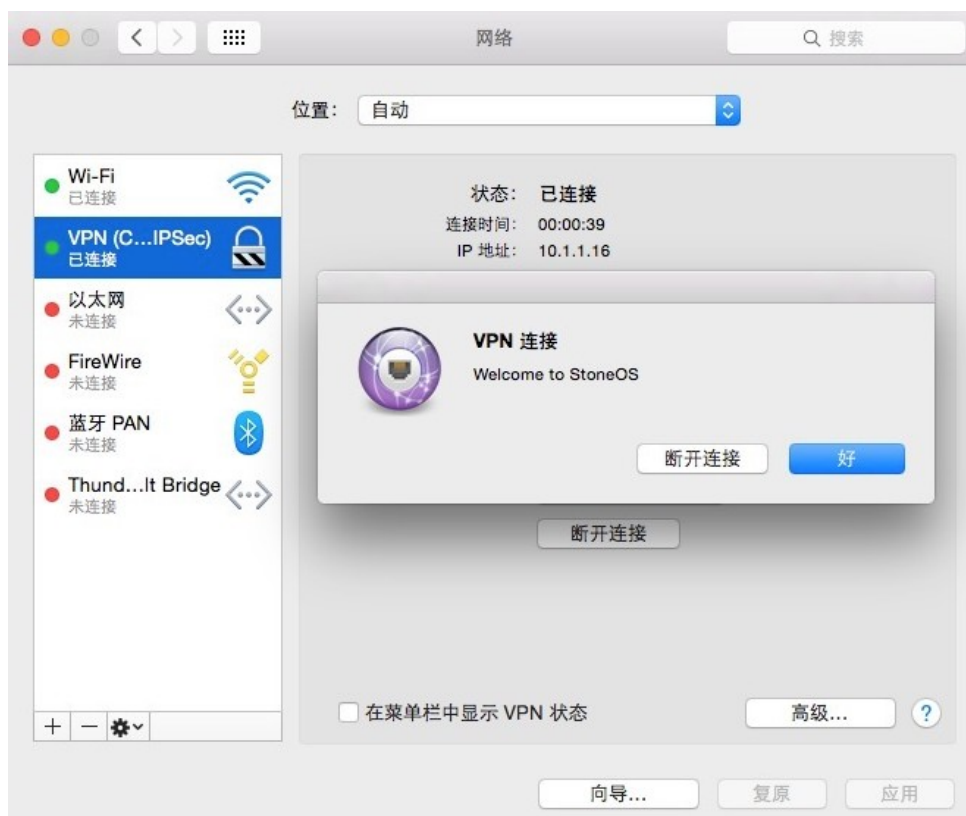 网络
搜索
位置： 自动
Wi-Fi
已连接
VPN (C...IPSec)
已连接
以太网
未连接
FireWire
未连接
蓝牙 PAN
未连接
Thund...lt Bridge
未连接
状态： 已连接
连接时间： 00:00:39
IP 地址： 10.1.1.16
VPN 连接
Welcome to StoneOS
断开连接 好
断开连接
在菜单栏中显示 VPN 状态
高级... ?
向导... 复原 应用